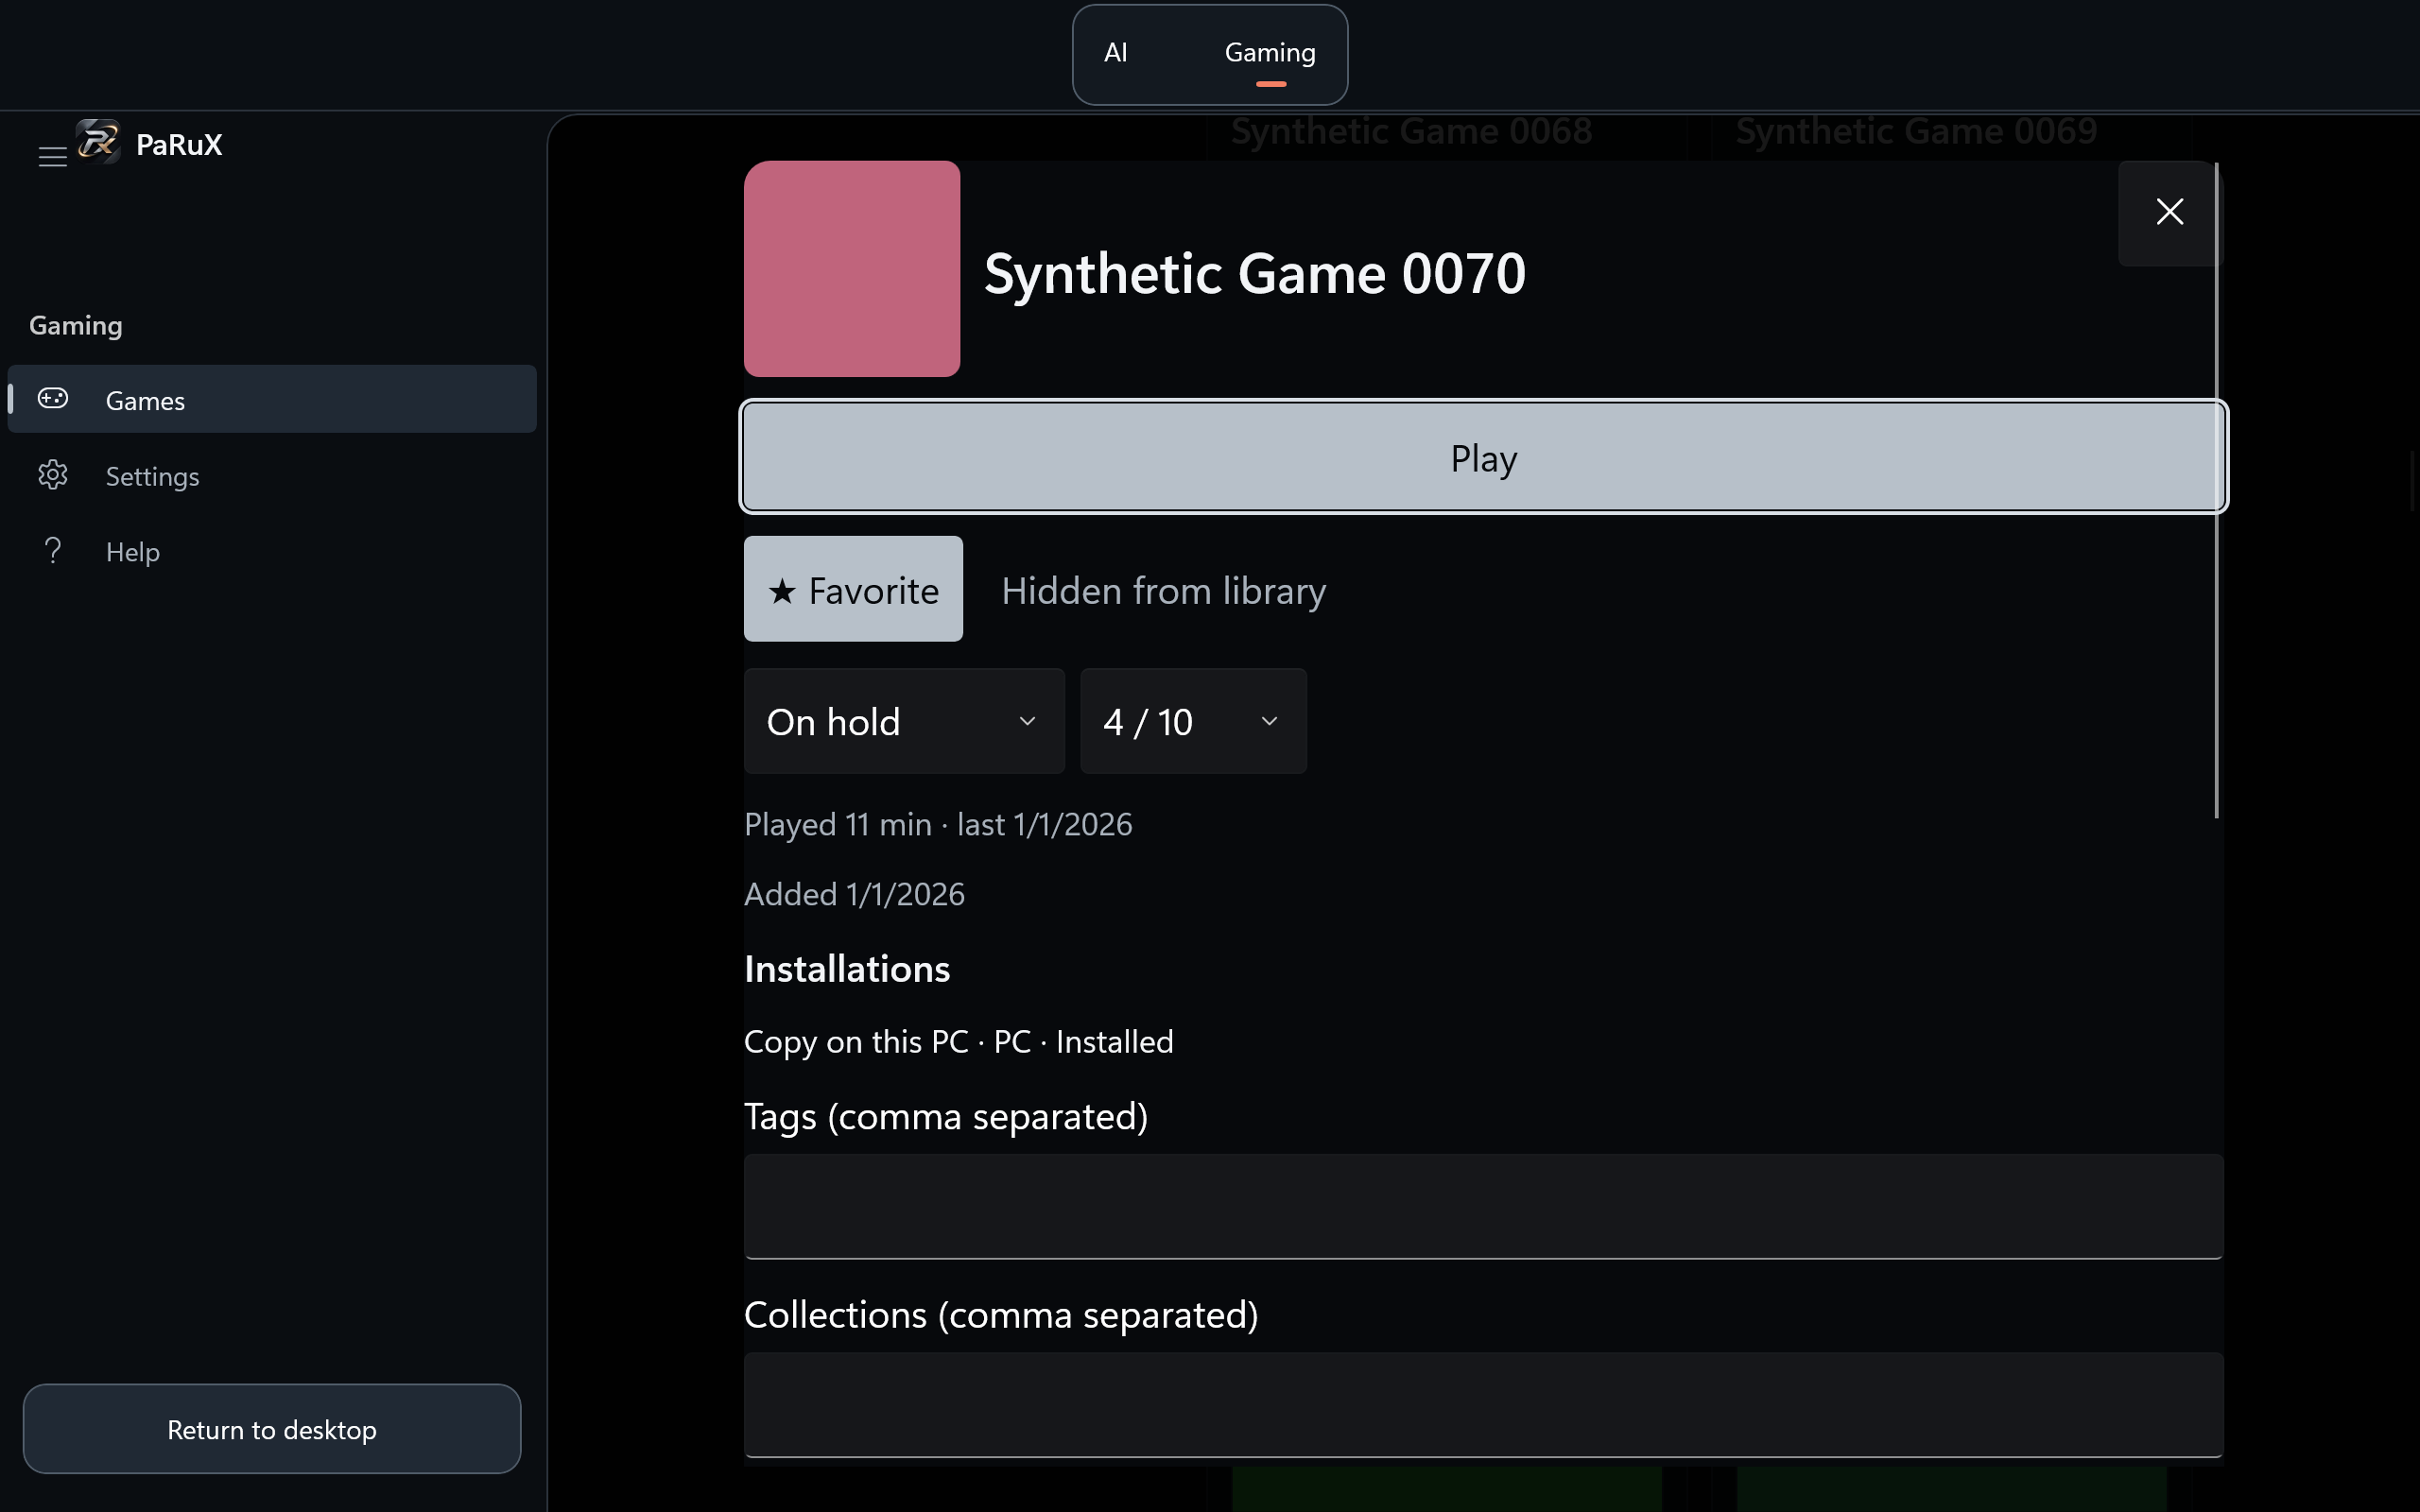 AI
Gaming
PaRuX
Gaming
Games
Settings
Help
Return to desktop
Synthetic Game 0068
Synthetic Game 0069
Synthetic Game 0070
Play
★ Favorite
Hidden from library
On hold
4 / 10
Played 11 min · last 1/1/2026
Added 1/1/2026
Installations
Copy on this PC · PC · Installed
Tags (comma separated)
Collections (comma separated)